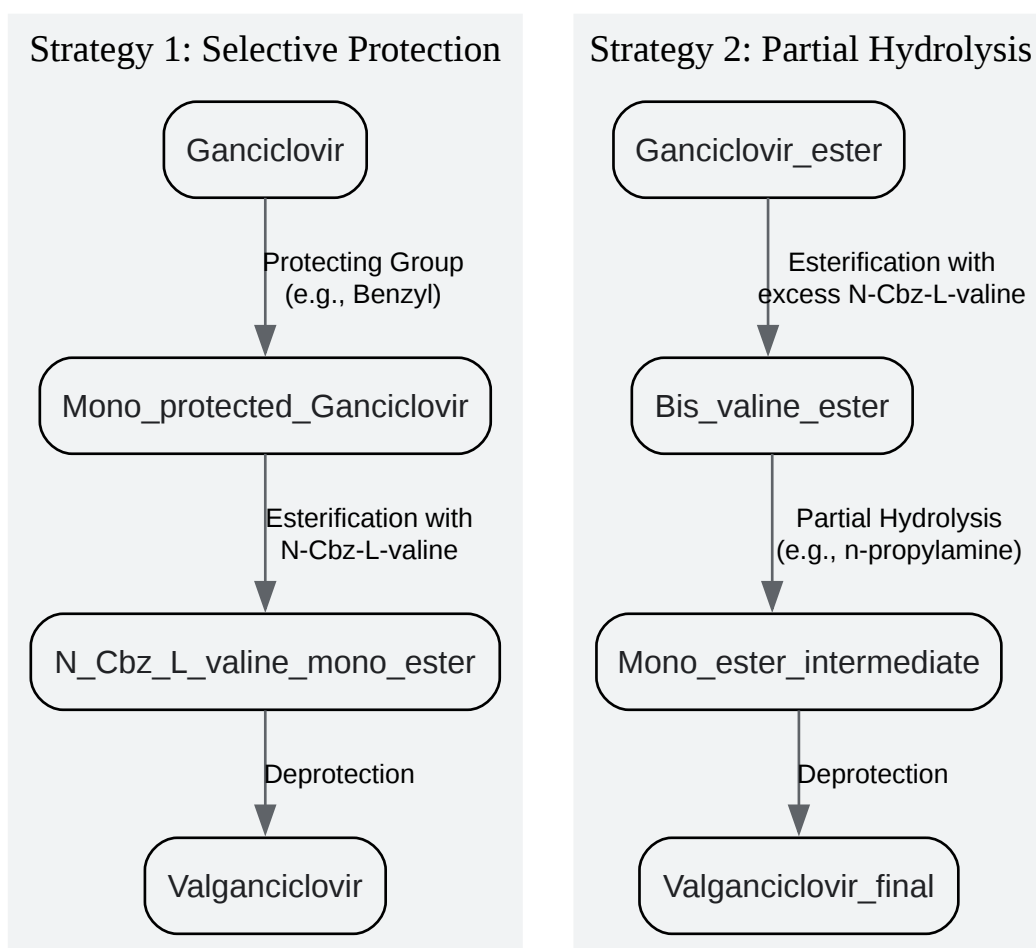 Strategy 1: Selective Protection
Ganciclovir
Protecting Group
(e.g., Benzyl)
Mono_protected_Ganciclovir
Esterification with
N-Cbz-L-valine
N_Cbz_L_valine_mono_ester
Deprotection
Valganciclovir
Strategy 2: Partial Hydrolysis
Ganciclovir_ester
Esterification with
excess N-Cbz-L-valine
Bis_valine_ester
Partial Hydrolysis
(e.g., n-propylamine)
Mono_ester_intermediate
Deprotection
Valganciclovir_final